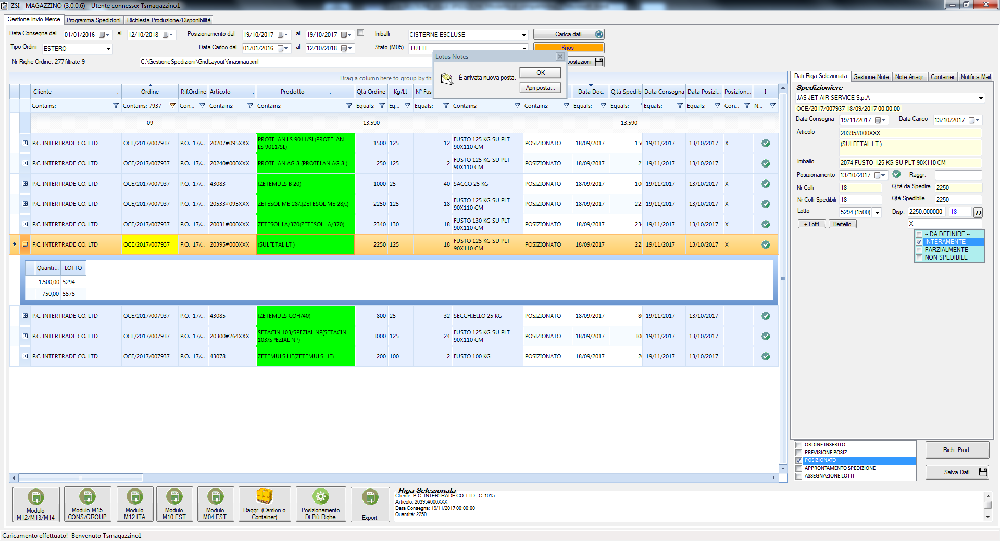 ZSI - MAGAZZINO (3.0.0.6) - Utente connesso: Tsmagazzino1
Gestione Invio Merce Programma Spedizioni Richiesta Produzione/Disponibilità
Data Consegna dal 01/01/2016 al 12/10/2018 Posizionamento dal 19/10/2017 al 19/10/2017 Imballi CISTERNE ESCLUSE Carica dati
Tipo Ordini ESTERO Data Carico dal 01/01/2016 al 12/10/2018 Stato (M05) TUTTI Knos
Nr Righe Ordine: 277 filtrate 9 C:\GestioneSpedizioni\GridLayout\finasmau.xml postazioni
Lotus Notes
È arrivata nuova posta.
OK
Apri posta...
Drag a column here to group by thi
Cliente Ordine Rif.Ordine Articolo Prodotto Qtà Ordine Kg/Lt N° Fus Data Doc. Q.tà Spedib Data Consegna Data Posizi... Posizion... I
Contains: Contains: 7937 Con... Contains: Contains: Equals: Eq... Equals: Contains: Contains: Equals: Equals: Equals: Equals: Con... N...
09 13.590 13.590
P.C. INTERTRADE CO. LTD OCE/2017/007937 P.O. 17/... 20207#095XXX PROTELAN LS 9011/SL(PROTELAN LS 9011/SL) 1500 125 12 FUSTO 125 KG SU PLT 90X110 CM POSIZIONATO 18/09/2017 150 19/11/2017 13/10/2017 X
P.C. INTERTRADE CO. LTD OCE/2017/007937 P.O. 17/... 20240#000XXX PROTELAN AG 8 (PROTELAN AG 8 ) 250 125 2 FUSTO 125 KG SU PLT 90X110 CM POSIZIONATO 18/09/2017 25 19/11/2017 13/10/2017
P.C. INTERTRADE CO. LTD OCE/2017/007937 P.O. 17/... 43083 (ZETEMULS B 20) 1000 25 40 SACCO 25 KG POSIZIONATO 18/09/2017 100 19/11/2017 13/10/2017 X
P.C. INTERTRADE CO. LTD OCE/2017/007937 P.O. 17/... 20533#095XXX ZETESOL ME 28/I(ZETESOL ME 28/I) 2250 125 18 FUSTO 125 KG SU PLT 90X110 CM POSIZIONATO 18/09/2017 225 19/11/2017 13/10/2017 X
P.C. INTERTRADE CO. LTD OCE/2017/007937 P.O. 17/... 20031#000XXX ZETESOL LA/370(ZETESOL LA/370) 2340 130 18 FUSTO 130 KG SU PLT 90X110 CM POSIZIONATO 18/09/2017 234 19/11/2017 13/10/2017 X
P.C. INTERTRADE CO. LTD OCE/2017/007937 P.O. 17/... 20395#000XXX (SULFETAL LT ) 2250 125 18 FUSTO 125 KG SU PLT 90X110 CM POSIZIONATO 18/09/2017 225 19/11/2017 13/10/2017 X
Quanti... LOTTO
1.500,00 5294
750,00 5575
P.C. INTERTRADE CO. LTD OCE/2017/007937 P.O. 17/... 43085 (ZETEMULS COH/40) 800 25 32 SECCHIELLO 25 KG POSIZIONATO 18/09/2017 80 19/11/2017 13/10/2017
P.C. INTERTRADE CO. LTD OCE/2017/007937 P.O. 17/... 20300#264XXX SETACIN 103/SPEZIAL NP(SETACIN 103/SPEZIAL NP) 3000 125 24 FUSTO 125 KG SU PLT 90X110 CM POSIZIONATO 18/09/2017 300 19/11/2017 13/10/2017
P.C. INTERTRADE CO. LTD OCE/2017/007937 P.O. 17/... 43078 ZETEMULS HE(ZETEMULS HE) 200 100 2 FUSTO 100 KG POSIZIONATO 18/09/2017 20 19/11/2017 13/10/2017
Dati Riga Selezionata Gestione Note Note Anagr. Container Notifica Mail
Spedizioniere
JAS JET AIR SERVICE S.p.A
OCE/2017/007937 18/09/2017 00:00:00
Data Consegna 19/11/2017 Data Carico 13/10/2017
Articolo 20395#000XXX
(SULFETAL LT )
Imballo 2074 FUSTO 125 KG SU PLT 90X110 CM
Posizionamento 13/10/2017 Raggr.
Nr Colli 18 Q.tà da Spedire 2250
Nr Colli Spedibili 18 Qtà Spedibile 2250
Lotto 5294 (1500) Disp. 2250,000000 18 D
+ Lotti Bertello X
-- DA DEFINIRE --
INTERAMENTE
PARZIALMENTE
NON SPEDIBILE
ORDINE INSERITO
PREVISIONE POSIZ.
POSIZIONATO
APPRONTAMENTO SPEDIZIONE
ASSEGNAZIONE LOTTI
Rich. Prod.
Salva Dati
Modulo M12/M13/M14
Modulo M15 CONS/GROUP
Modulo M12 ITA
Modulo M10 EST
Modulo M04 EST
Raggr. (Camion o Container)
Posizionamento Di Più Righe
Export
Riga Selezionata
Cliente: P.C. INTERTRADE CO. LTD - C 1015
Articolo: 20395#000XXX
Data Consegna: 19/11/2017 00:00:00
Quantità: 2250
Caricamento effettuato! Benvenuto Tsmagazzino1